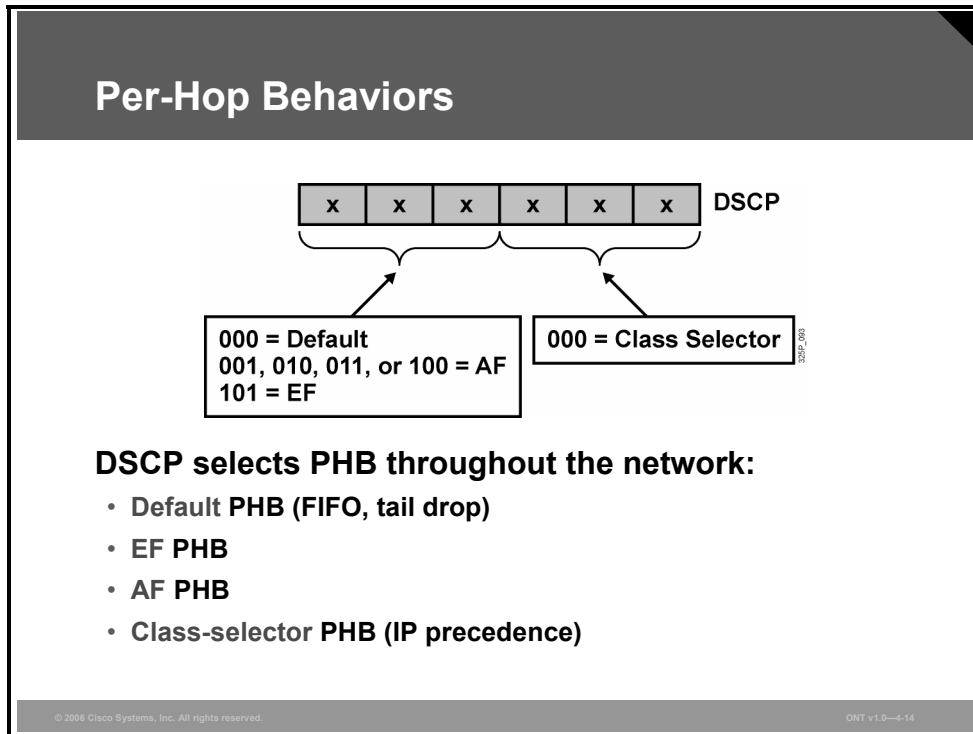 Per-Hop Behaviors
x x x x x x DSCP
000 = Default
001, 010, 011, or 100 = AF
101 = EF
000 = Class Selector
325P_093
DSCP selects PHB throughout the network:
• Default PHB (FIFO, tail drop)
• EF PHB
• AF PHB
• Class-selector PHB (IP precedence)
© 2006 Cisco Systems, Inc. All rights reserved.
ONT v1.0—4-14